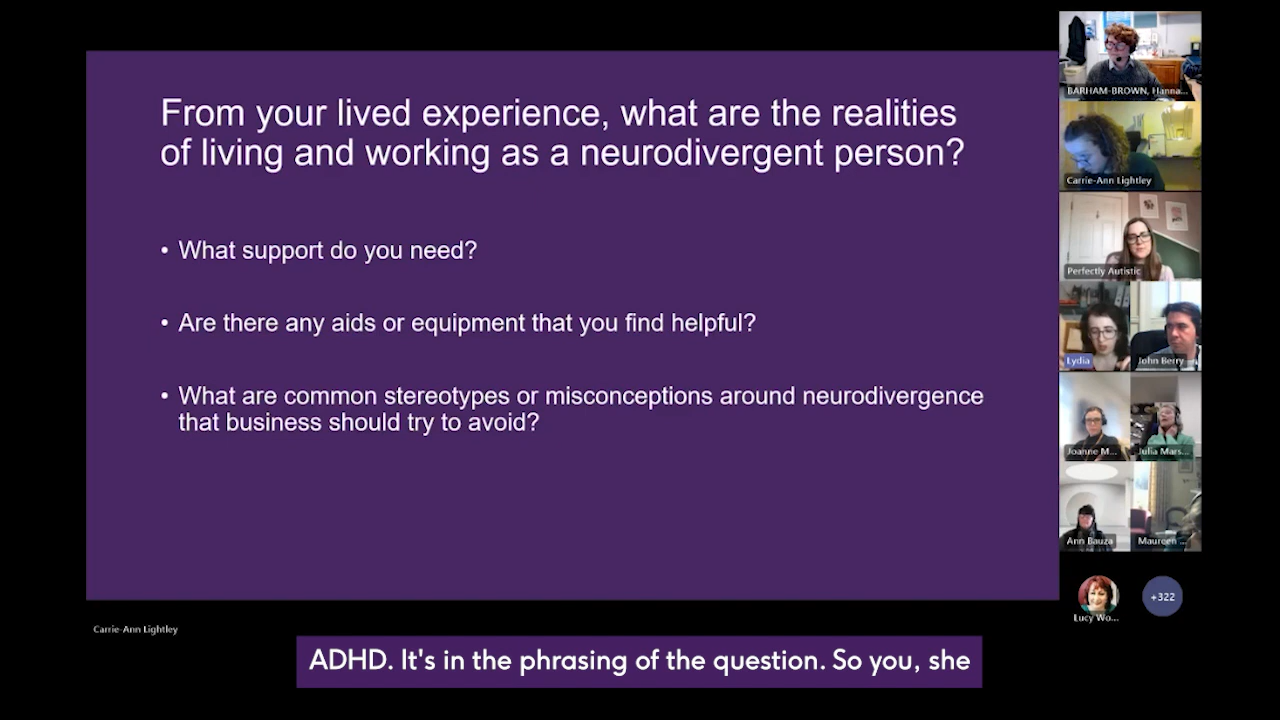 From your lived experience, what are the realities
of living and working as a neurodivergent person?
• What support do you need?
• Are there any aids or equipment that you find helpful?
• What are common stereotypes or misconceptions around neurodivergence
that business should try to avoid?
BARHAM-BROWN, Hanna...
Carrie-Ann Lightley
Perfectly Autistic
Lydia
John Berry
Joanne M...
Julia Mars...
Ann Bauza
Maureen ...
Lucy Wo...
+322
Carrie-Ann Lightley
ADHD. It's in the phrasing of the question. So you, she